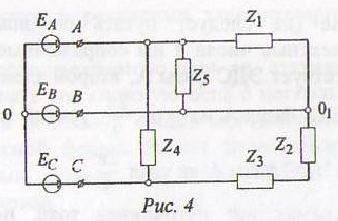 E_A A Z_1
Z_5
E_B B
0 0_1
Z_4 Z_2
E_C C Z_3
Рис. 4